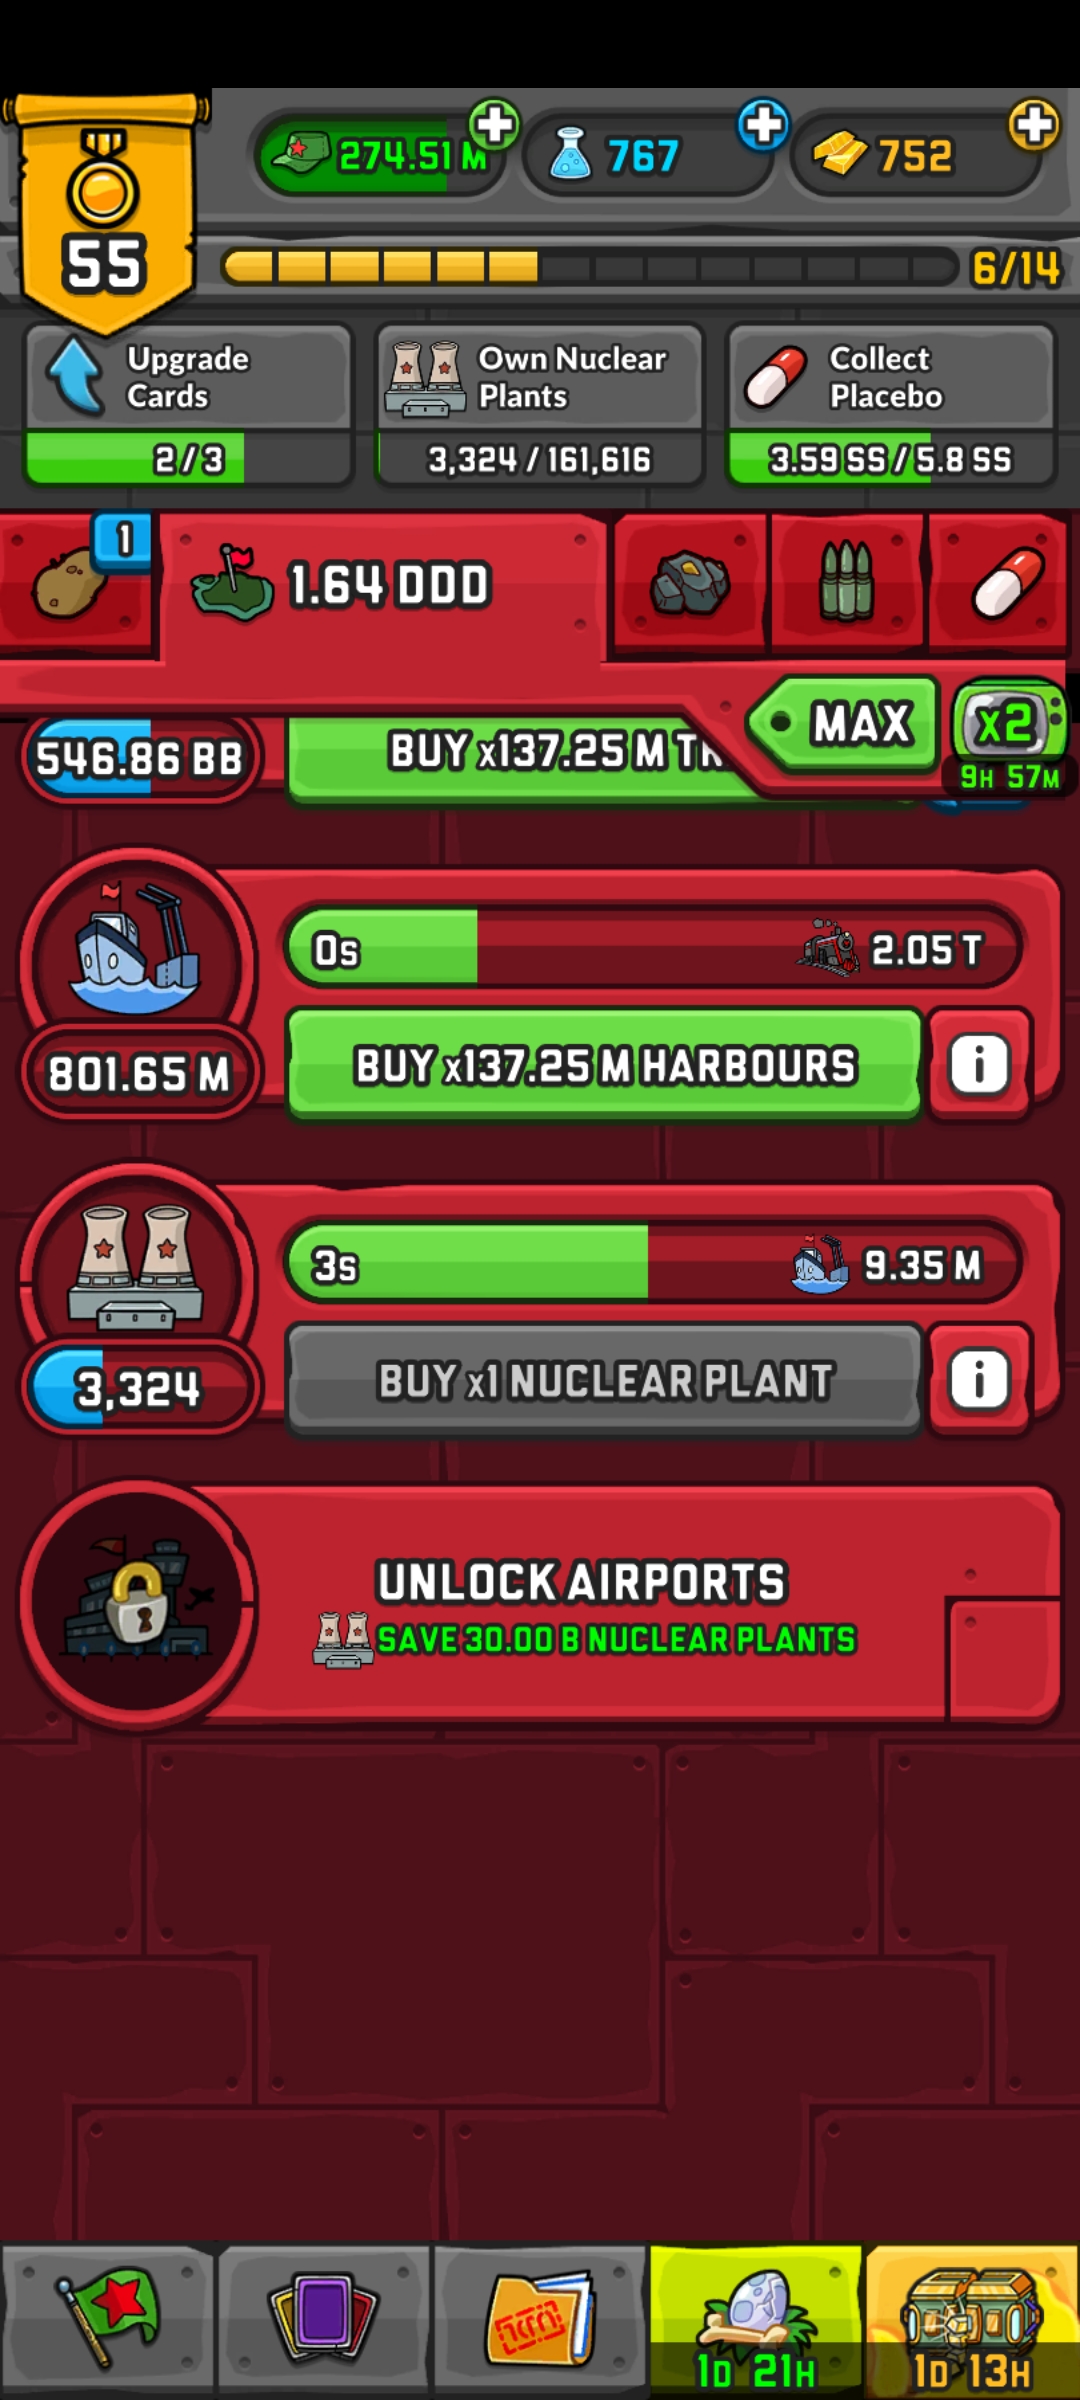 274.51 M
767
752
55
6/14
Upgrade
Cards
2/3
Own Nuclear
Plants
3,324/161,616
Collect
Placebo
3.59 SS/5.8 SS
1
1.64 DDD
MAX
x2
9H 57M
546.86 BB
BUY x137.25 M
0s
2.05 T
801.65 M
BUY x137.25 M HARBOURS
i
3s
9.35 M
3,324
BUY x1 NUCLEAR PLANT
i
UNLOCK AIRPORTS
SAVE 30.00 B NUCLEAR PLANTS
1D 21H
1D 13H